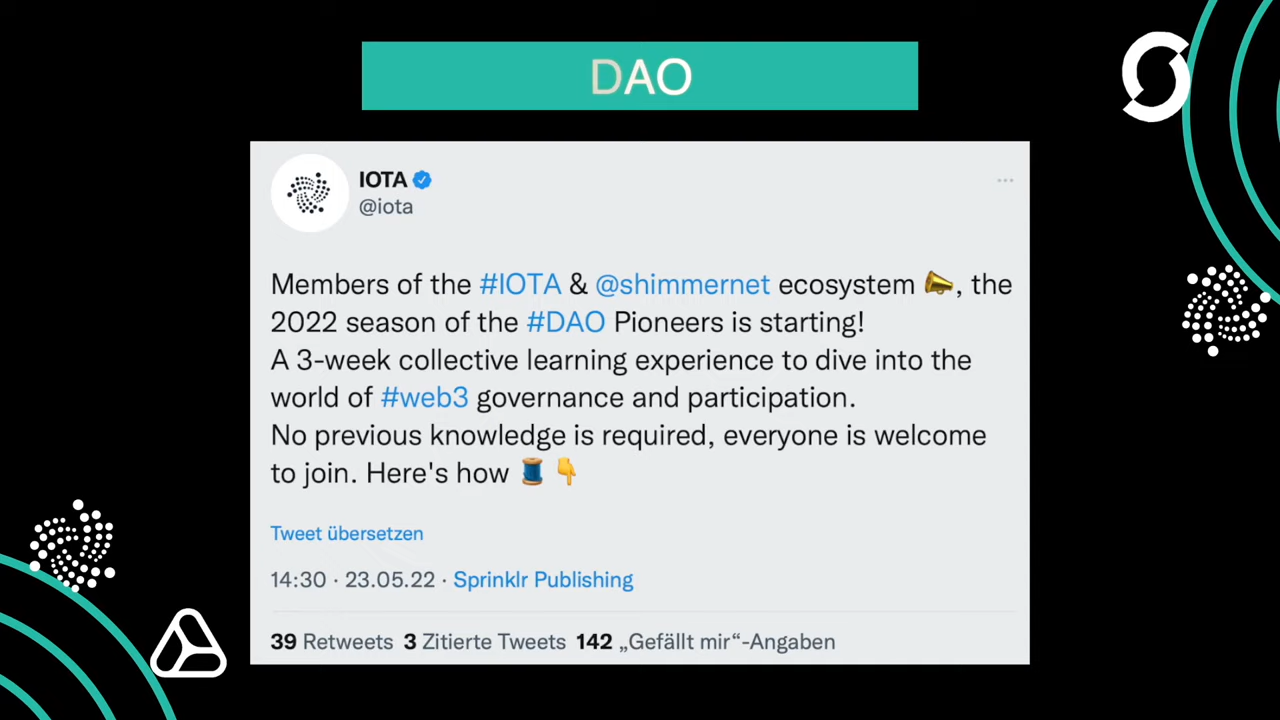 DAO
IOTA
@iota
Members of the #IOTA & @shimmernet ecosystem 📣, the
2022 season of the #DAO Pioneers is starting!
A 3-week collective learning experience to dive into the
world of #web3 governance and participation.
No previous knowledge is required, everyone is welcome
to join. Here's how 🧵👇
Tweet übersetzen
14:30 · 23.05.22 · Sprinklr Publishing
39 Retweets 3 Zitierte Tweets 142 „Gefällt mir“-Angaben